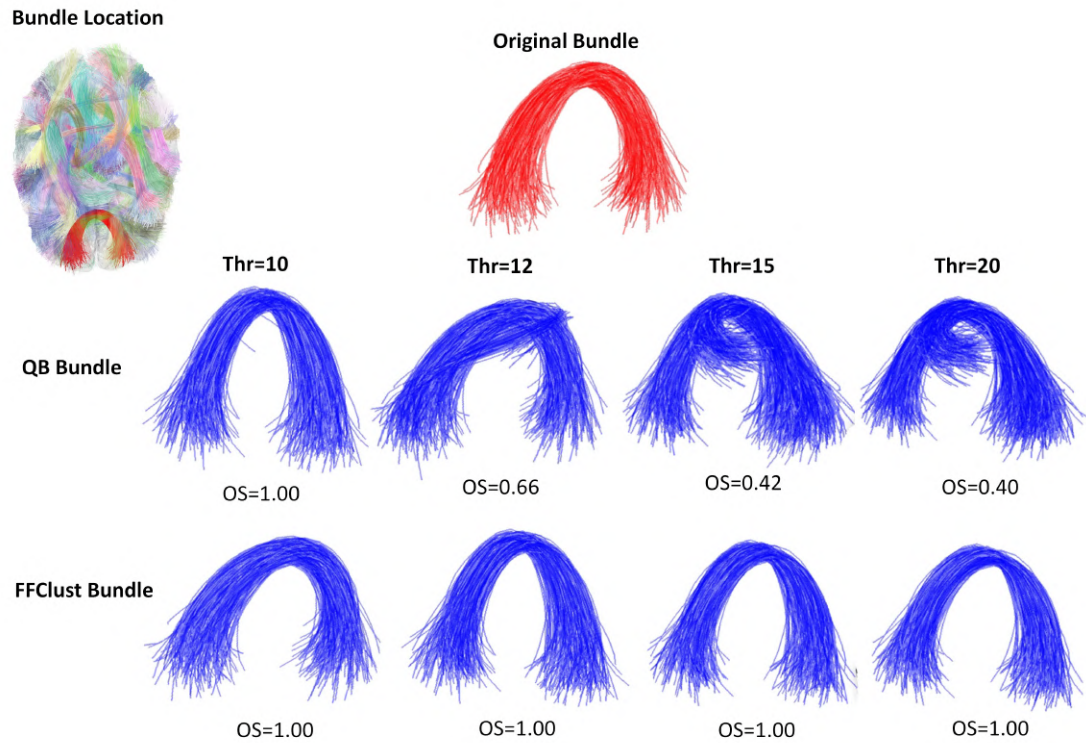 Bundle Location
Original Bundle
Thr=10 Thr=12 Thr=15 Thr=20
QB Bundle
OS=1.00 OS=0.66 OS=0.42 OS=0.40
FFClust Bundle
OS=1.00 OS=1.00 OS=1.00 OS=1.00